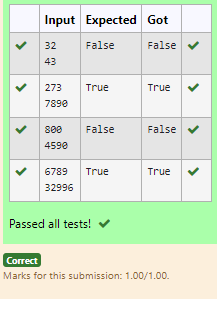 Input Expected Got
32 False False
43
273 True True
7890
800 False False
4590
6789 True True
32996
Passed all tests!
Correct
Marks for this submission: 1.00/1.00.